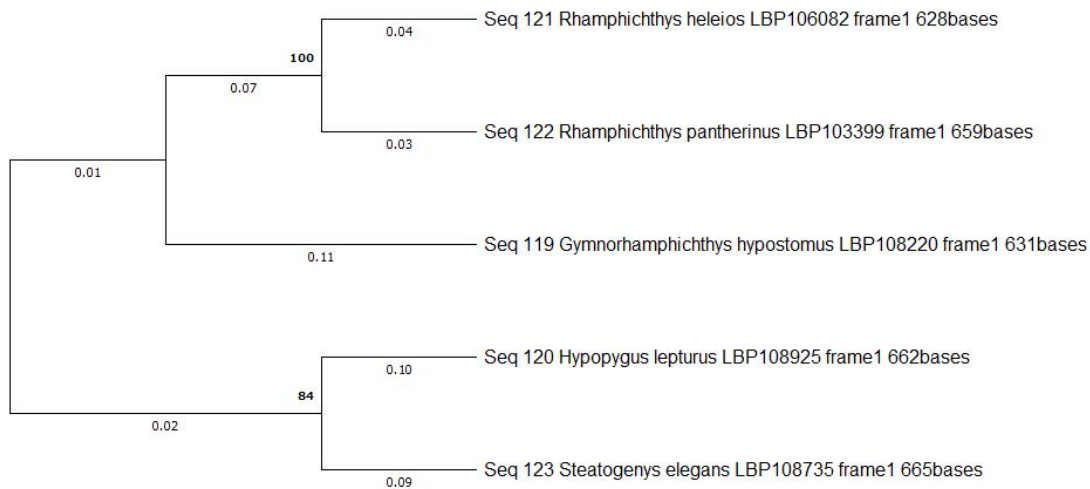 Seq 121 Rhamphichthys heleios LBP106082 frame1 628bases
0.04
100
0.07
Seq 122 Rhamphichthys pantherinus LBP103399 frame1 659bases
0.03
0.01
Seq 119 Gymnorhamphichthys hypostomus LBP108220 frame1 631bases
0.11
Seq 120 Hypopygus lepturus LBP108925 frame1 662bases
0.10
84
0.02
Seq 123 Steatogenys elegans LBP108735 frame1 665bases
0.09